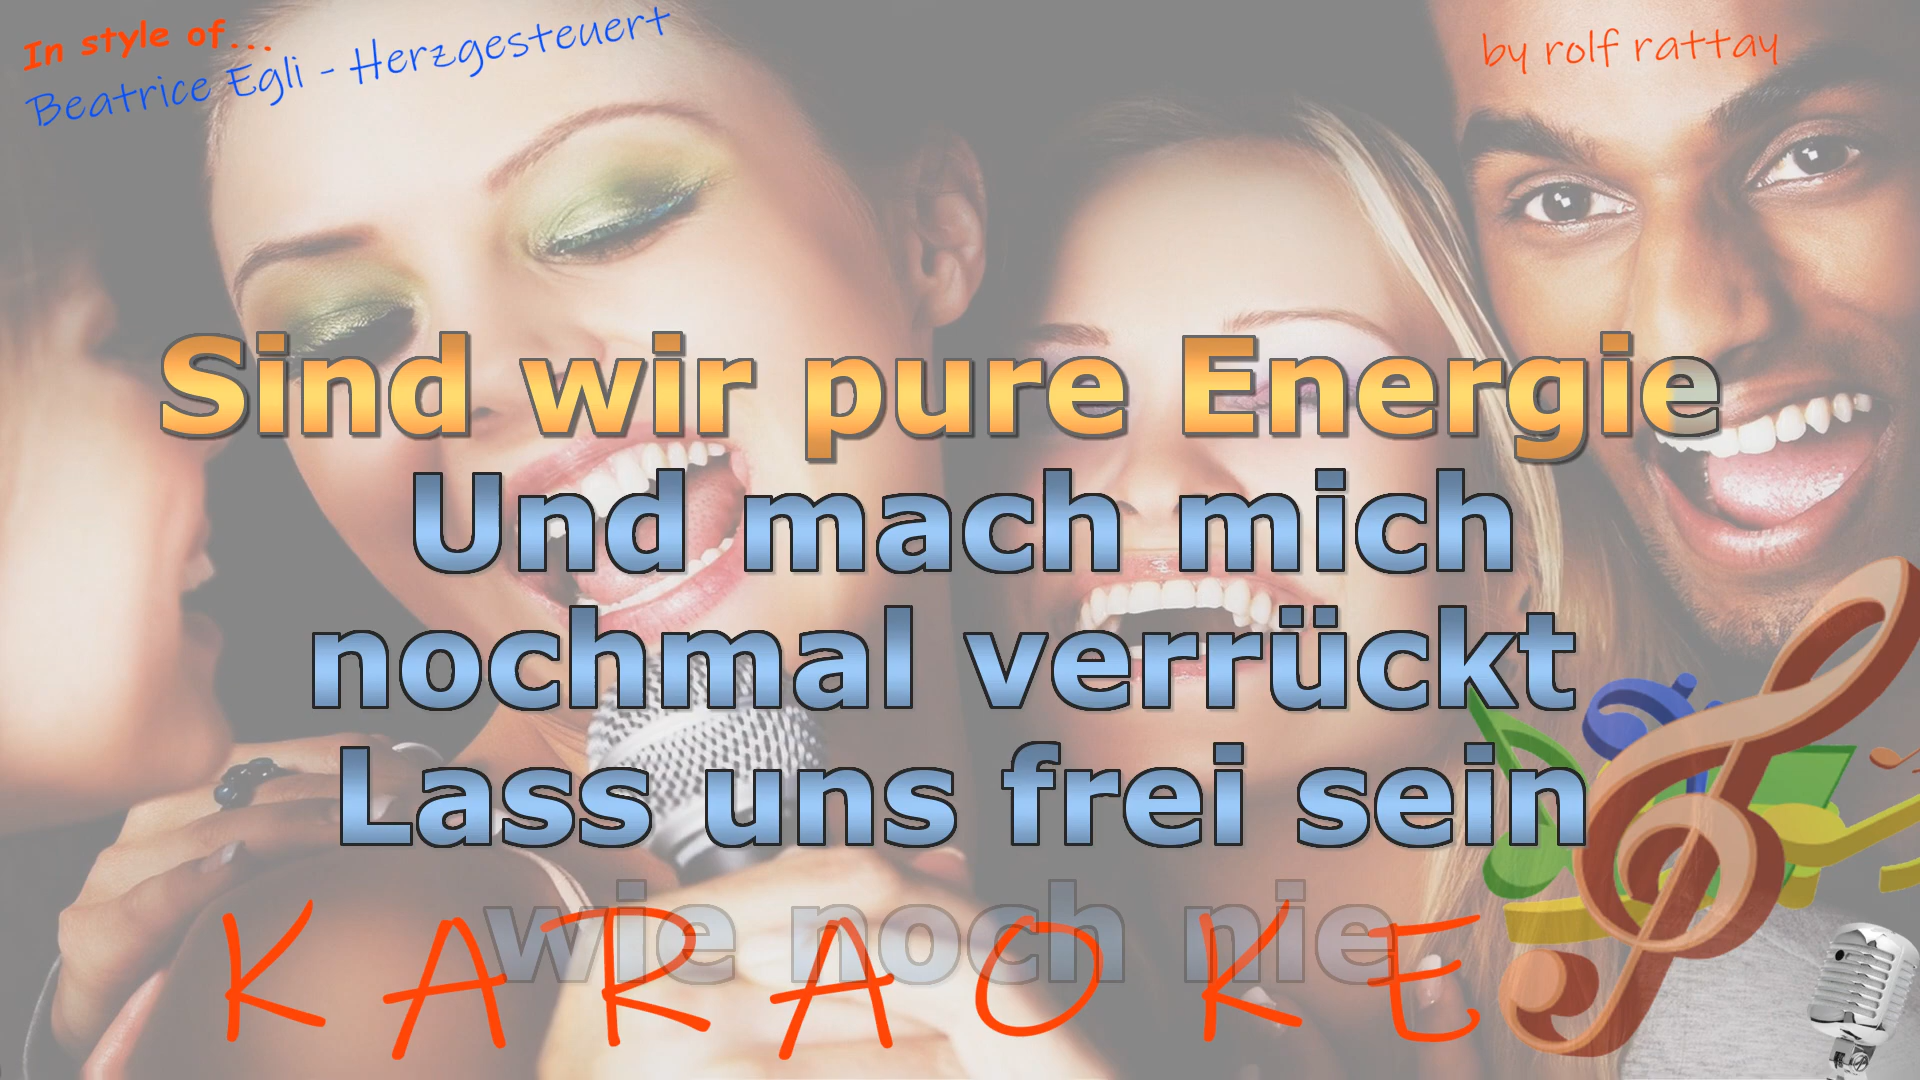 In style of...
Beatrice Egli - Herzgesteuert
by rolf rattay
Sind wir pure Energie
Und mach mich
nochmal verrückt
Lass uns frei sein
wie noch nie
KARAOKE